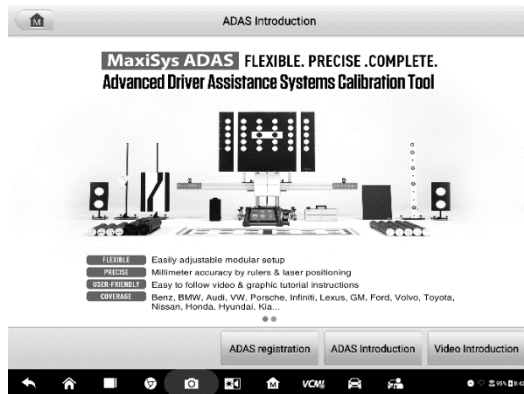 M
ADAS Introduction
MaxiSys ADAS FLEXIBLE. PRECISE .COMPLETE.
Advanced Driver Assistance Systems Calibration Tool
FLEXIBLE Easily adjustable modular setup
PRECISE Millimeter accuracy by rulers & laser positioning
USER-FRIENDLY Easy to follow video & graphic tutorial instructions
COVERAGE Benz, BMW, Audi, VW, Porsche, Infiniti, Lexus, GM, Ford, Volvo, Toyota,
Nissan, Honda, Hyundai, Kia...
ADAS registration ADAS Introduction Video Introduction
M VCMI 95%